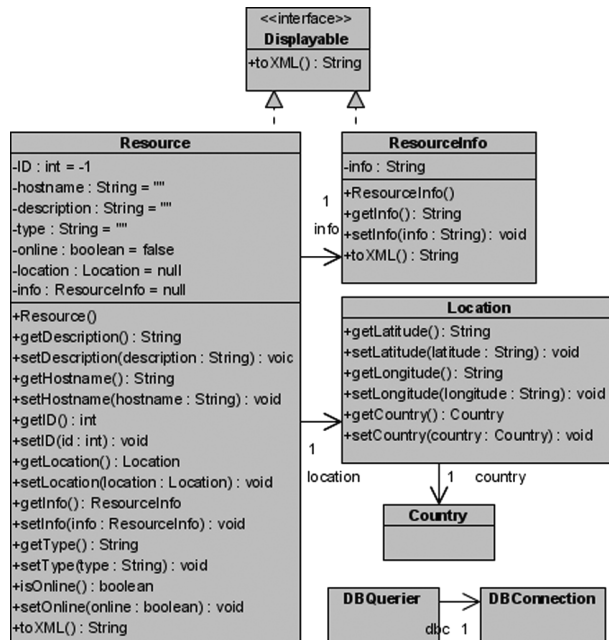 <<interface>>
Displayable
+toXML() : String
Resource
-ID : int = -1
-hostname : String = ""
-description : String = ""
-type : String = ""
-online : boolean = false
-location : Location = null
-info : ResourceInfo = null
+Resource()
+getDescription() : String
+setDescription(description : String) : void
+getHostname() : String
+setHostname(hostname : String) : void
+getID() : int
+setID(id : int) : void
+getLocation() : Location
+setLocation(location : Location) : void
+getInfo() : ResourceInfo
+setInfo(info : ResourceInfo) : void
+getType() : String
+setType(type : String) : void
+isOnline() : boolean
+setOnline(online : boolean) : void
+toXML() : String
1
info
ResourceInfo
-info : String
+ResourceInfo()
+getInfo() : String
+setInfo(info : String) : void
+toXML() : String
Location
+getLatitude() : String
+setLatitude(latitude : String) : void
+getLongitude() : String
+setLongitude(longitude : String) : void
+getCountry() : Country
+setCountry(country : Country) : void
1
location
1 country
Country
DBQuerier
dbc 1
DBConnection